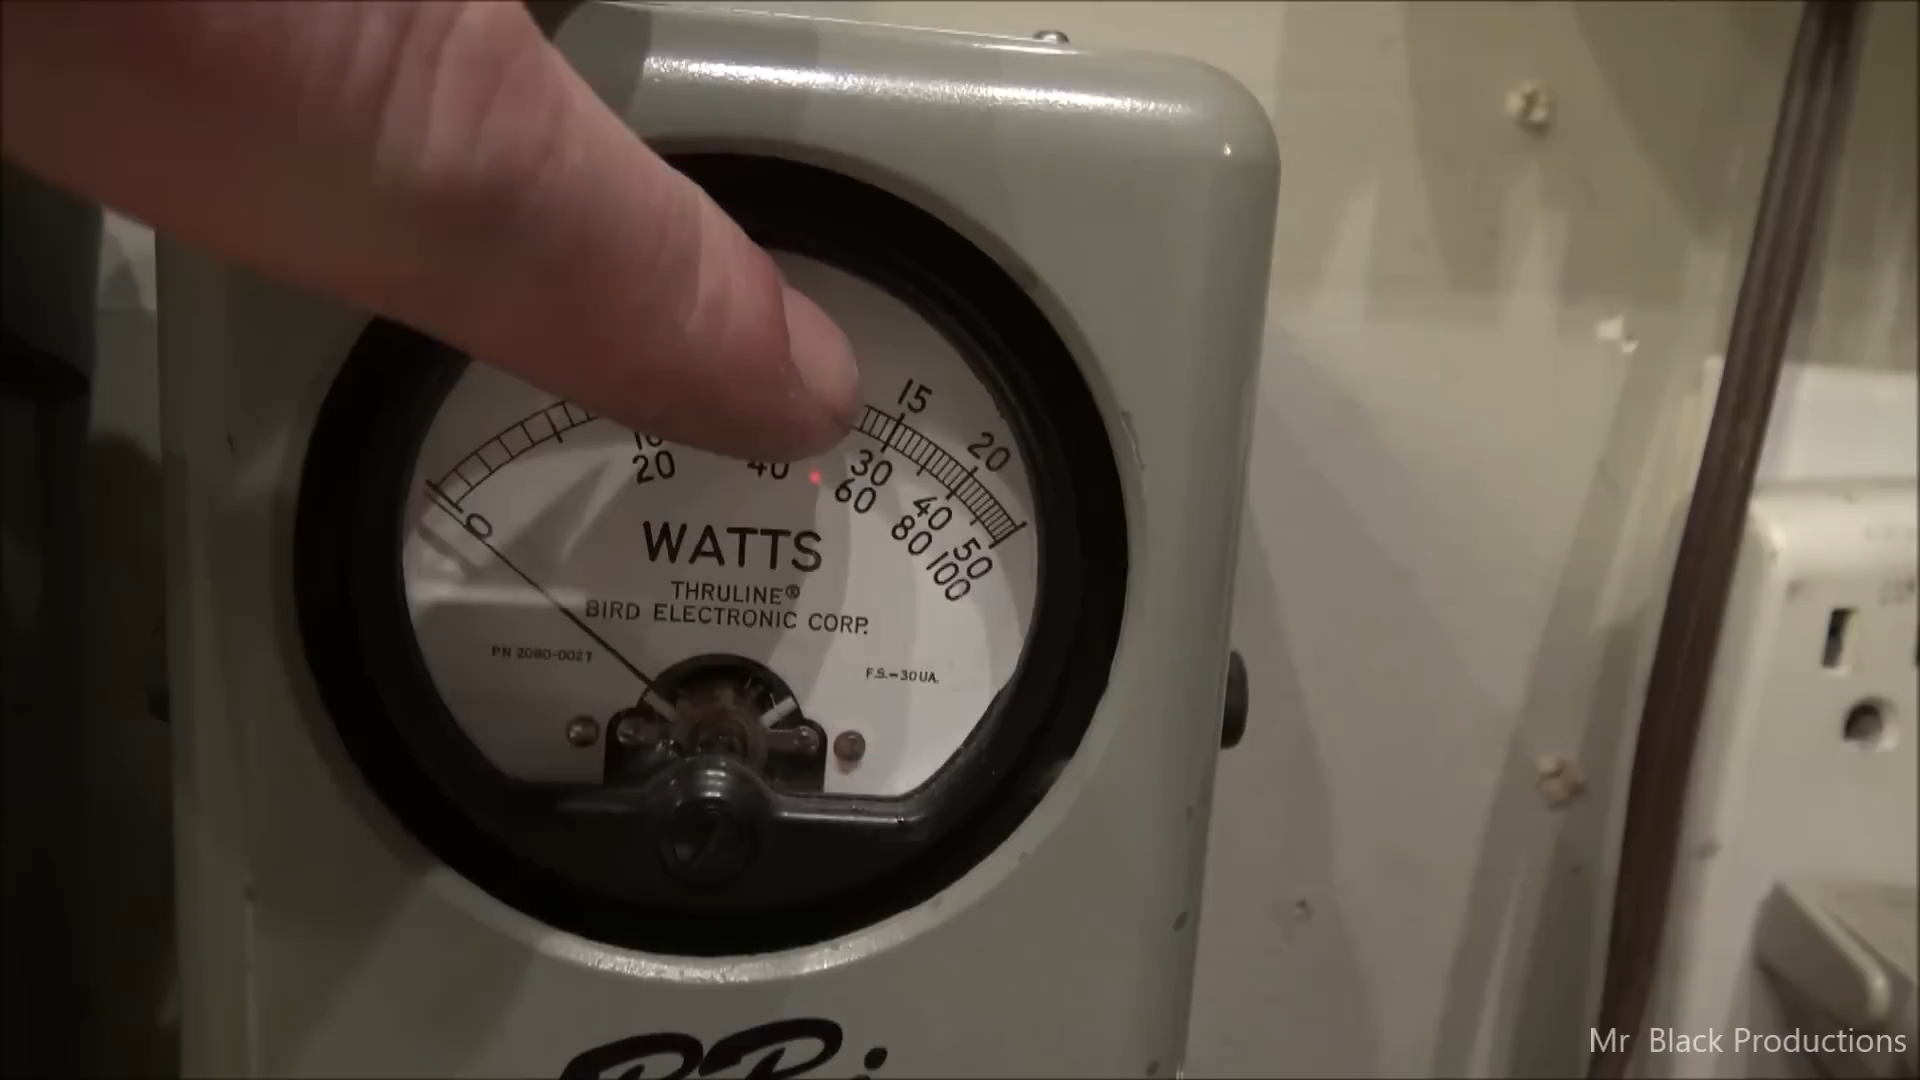 15
20
10
20
40
30
60
40
80
50
100
0
WATTS
THRULINE®
BIRD ELECTRONIC CORP.
PN 2080-002T
F.S.-30UA.
Mr Black Productions